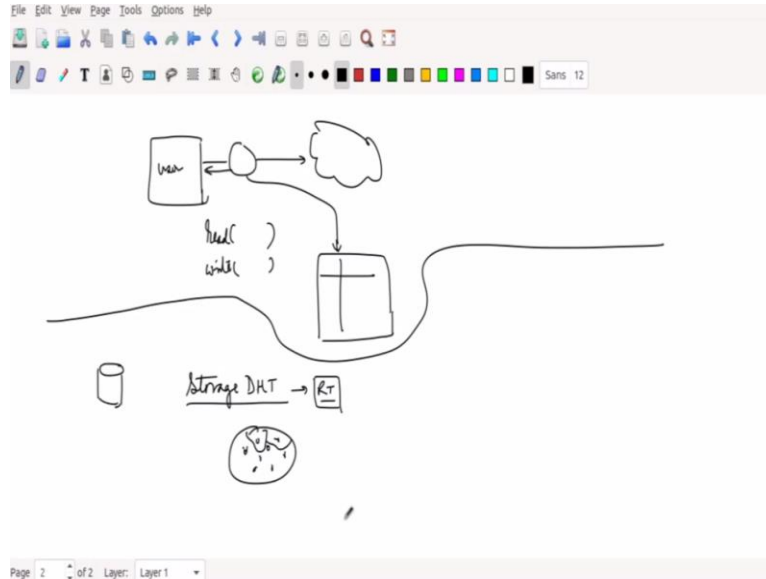 File Edit View Page Tools Options Help
T Sans 12
User
Read( )
write( )
Storage DHT → RT
Page 2 of 2 Layer: Layer 1